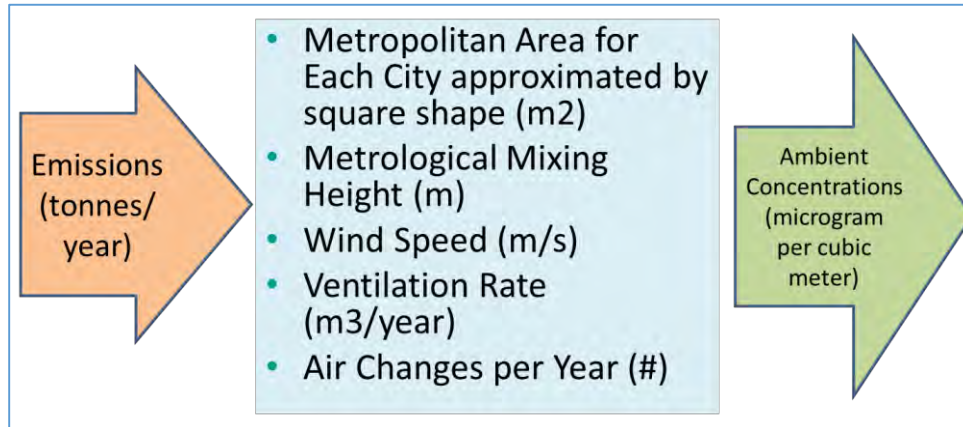 Emissions
(tonnes/
year)
• Metropolitan Area for
Each City approximated by
square shape (m2)
• Metrological Mixing
Height (m)
• Wind Speed (m/s)
• Ventilation Rate
(m3/year)
• Air Changes per Year (#)
Ambient
Concentrations
(microgram
per cubic
meter)